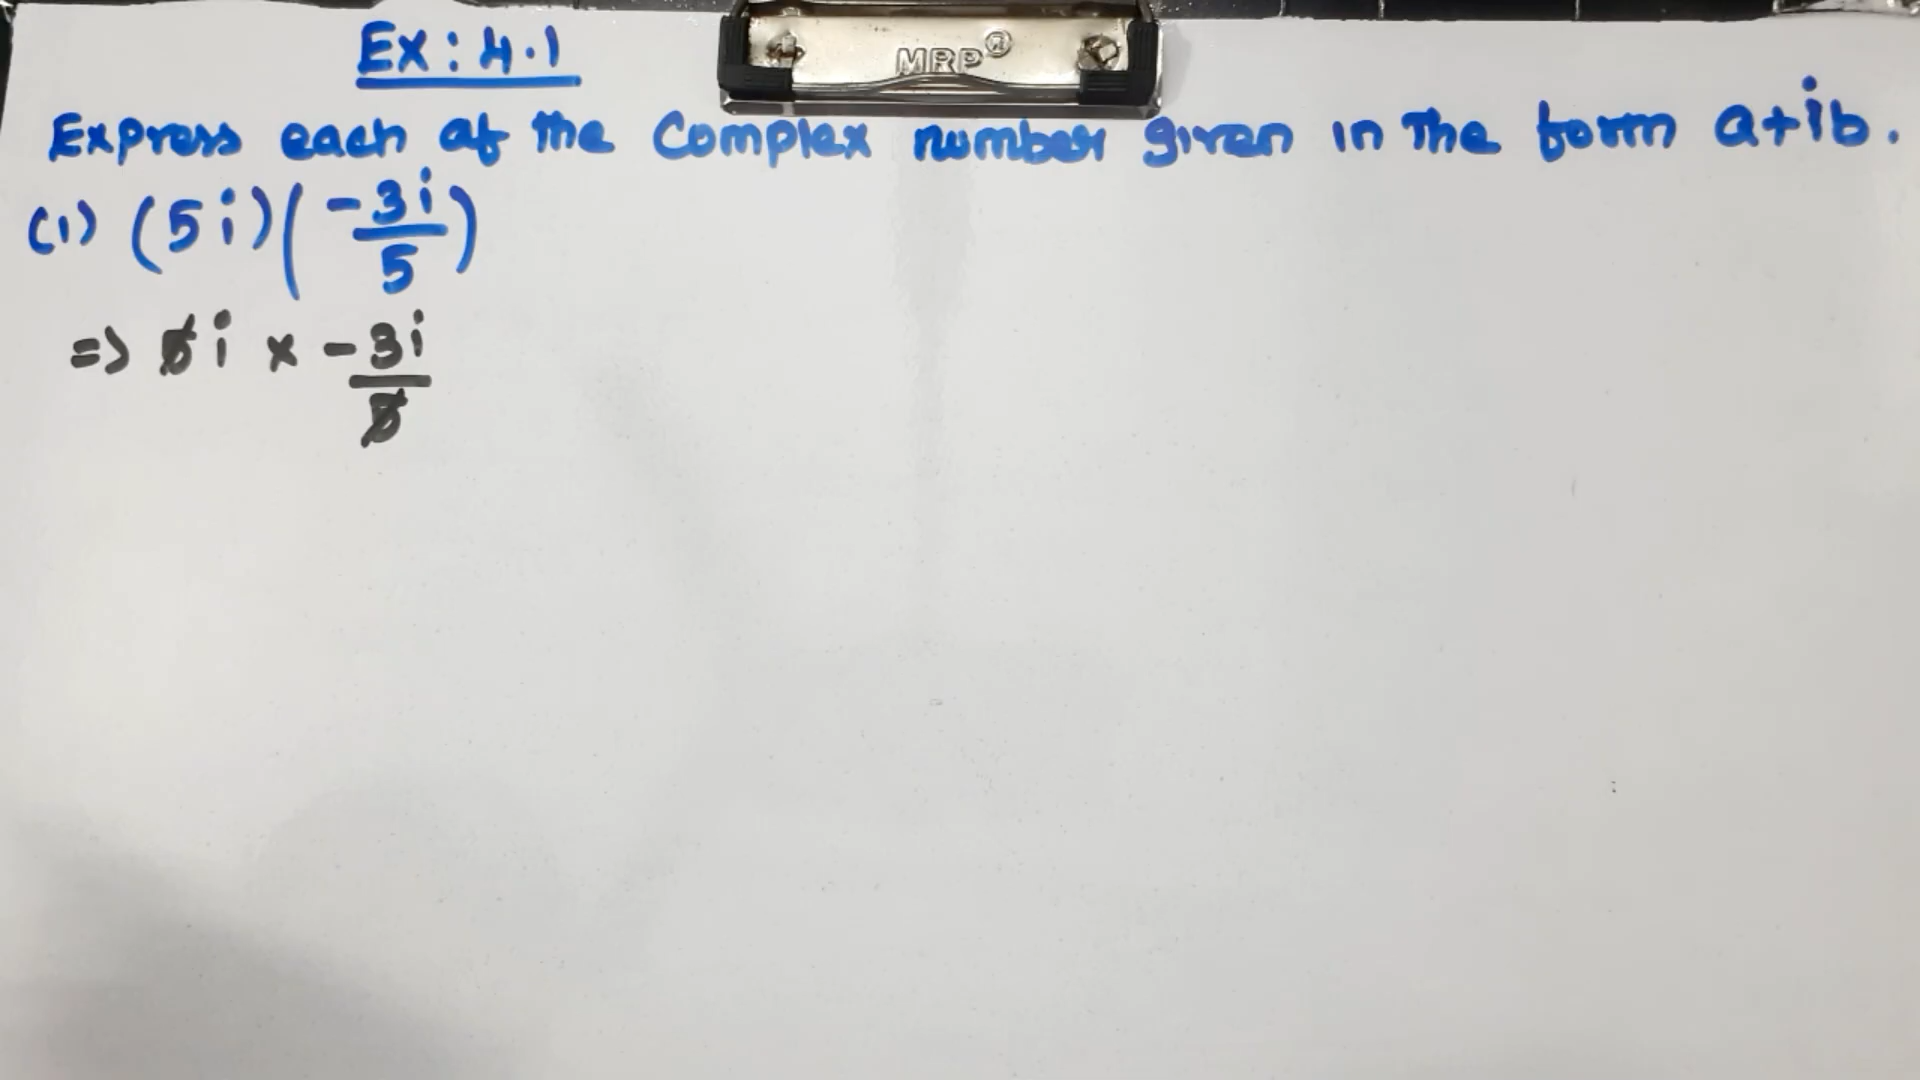 MRP®
Ex : 4.1
Express each of the complex number given in the form a+ib.
(1) (5i)(-3i/5)
=> 5i x -3i/5